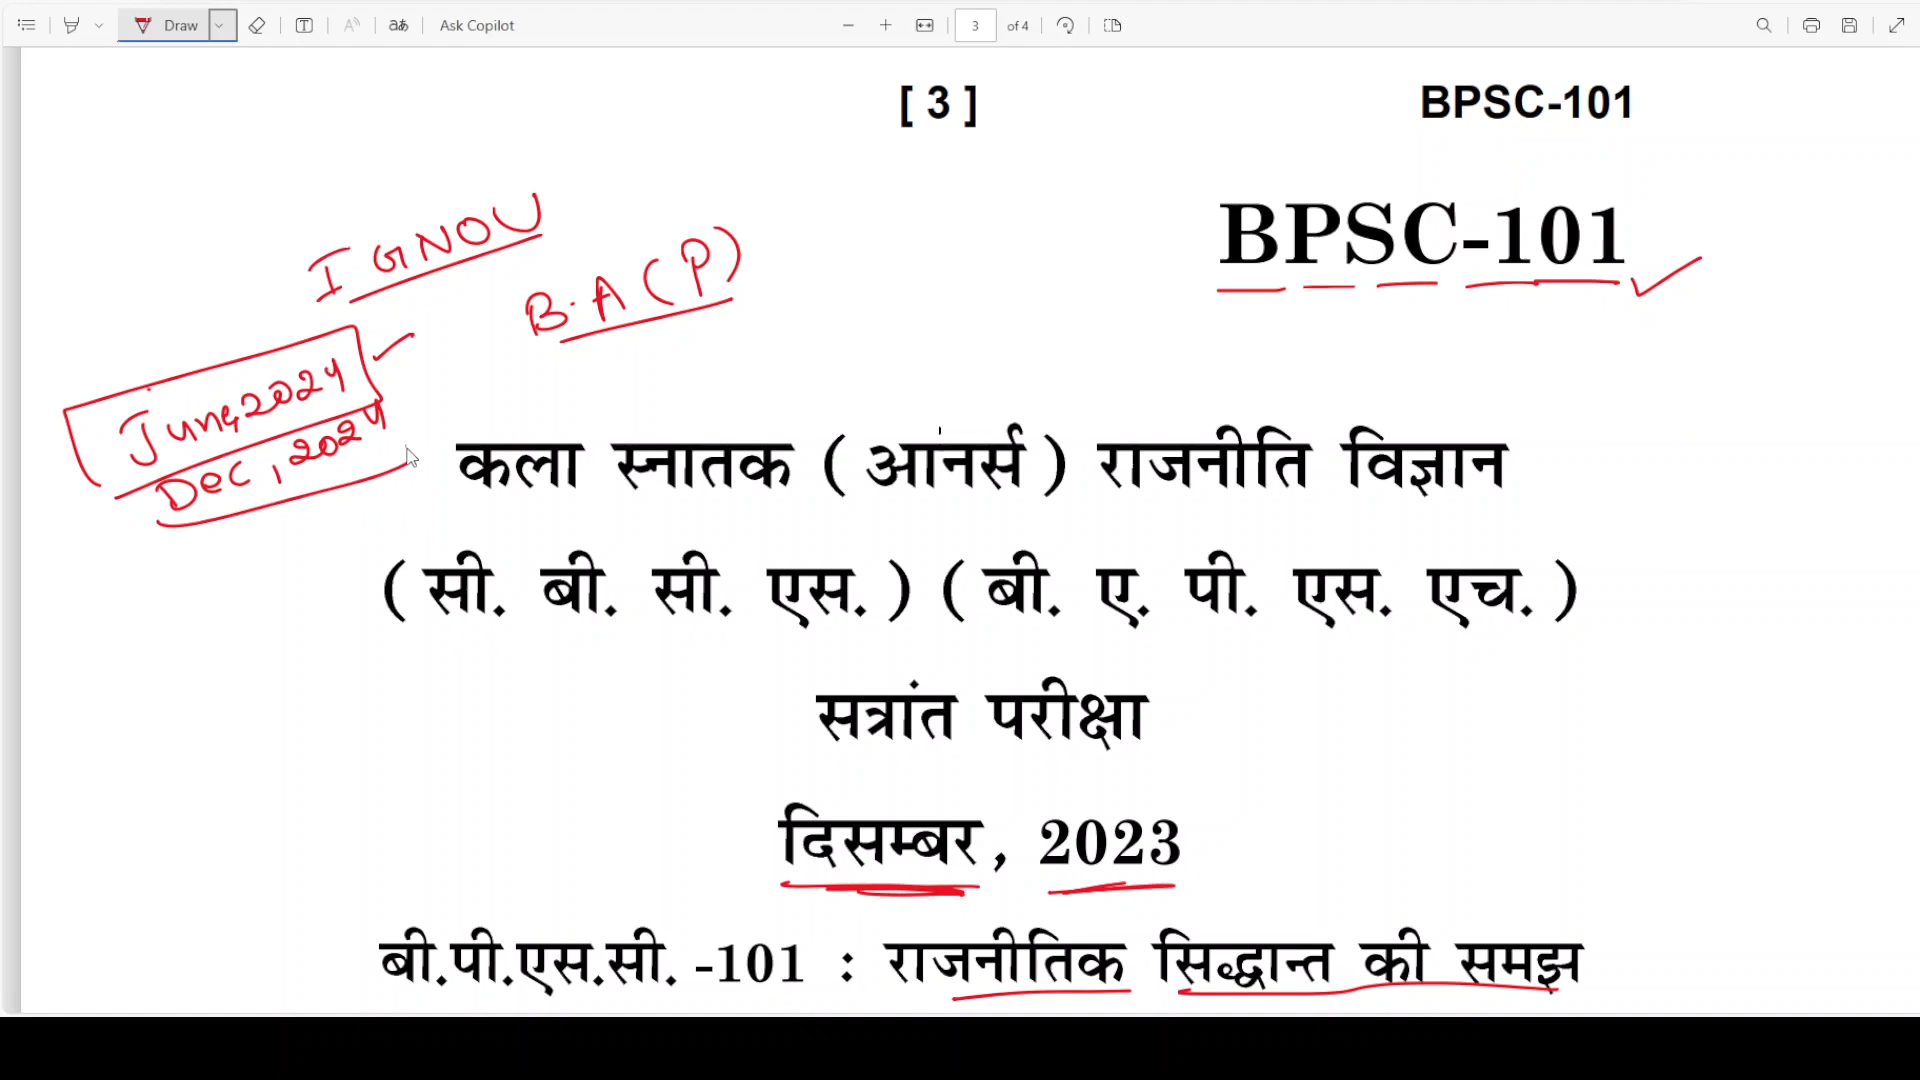 Draw
Ask Copilot
3 of 4
[ 3 ] BPSC-101
BPSC-101
IGNOU
B.A (P)
June, 2024
Dec, 2024
कला स्नातक ( आॅनर्स ) राजनीति विज्ञान
( सी. बी. सी. एस. ) ( बी. ए. पी. एस. एच. )
सत्रांत परीक्षा
दिसम्बर, 2023
बी.पी.एस.सी. -101 : राजनीतिक सिद्धान्त की समझ